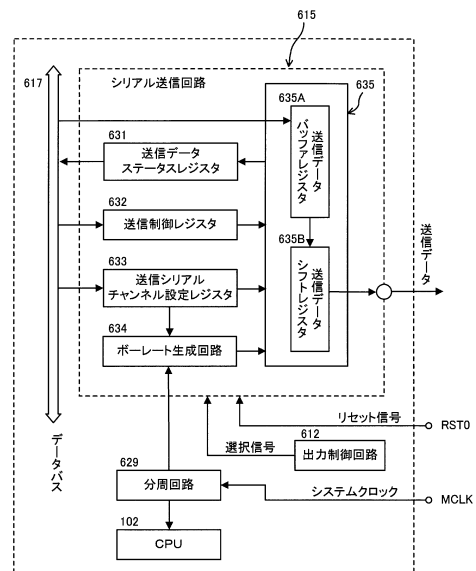 615
617
シリアル送信回路
635
635A
送信データ
バッファレジスタ
631
送信データ
ステータスレジスタ
632
送信制御レジスタ
635B
送信データ
シフトレジスタ
送信データ
633
送信シリアル
チャンネル設定レジスタ
634
ボーレート生成回路
リセット信号
RST0
選択信号
612
出力制御回路
データバス
629
分周回路
システムクロック
MCLK
102
CPU